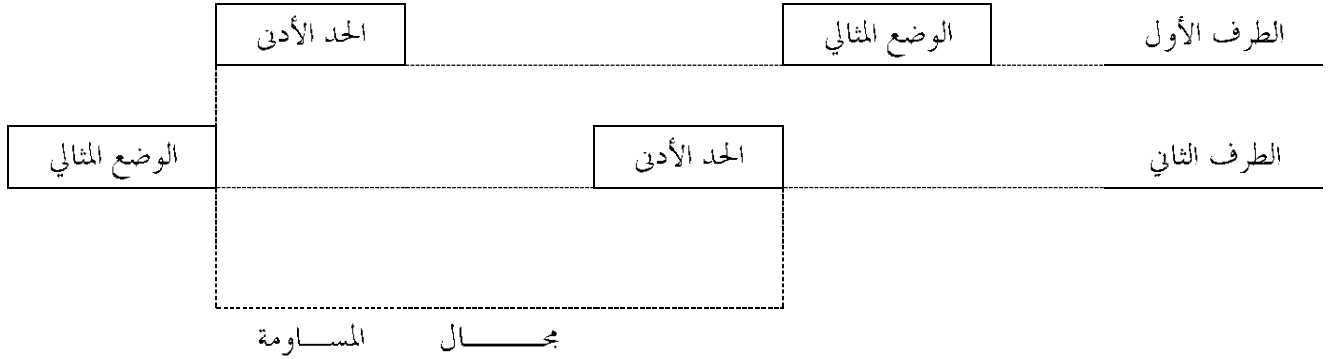 الطرف الأول الوضع المثالي الحد الأدنى
الطرف الثاني الحد الأدنى الوضع المثالي
مجـــــال المســـاومة